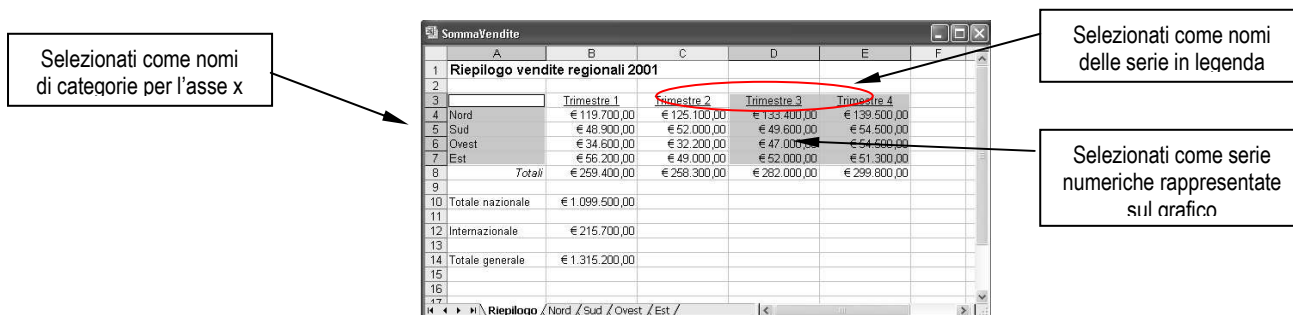 SommaVendite
Selezionati come nomi
di categorie per l'asse x
Selezionati come nomi
delle serie in legenda
Selezionati come serie
numeriche rappresentate
sul grafico
A B C D E F
1 Riepilogo vendite regionali 2001
2
3 Trimestre 1 Trimestre 2 Trimestre 3 Trimestre 4
4 Nord € 119.700,00 € 125.100,00 € 133.400,00 € 139.500,00
5 Sud € 48.900,00 € 52.000,00 € 49.600,00 € 54.500,00
6 Ovest € 34.600,00 € 32.200,00 € 47.000,00 € 54.500,00
7 Est € 56.200,00 € 49.000,00 € 52.000,00 € 51.300,00
8 Totali € 259.400,00 € 258.300,00 € 282.000,00 € 299.800,00
9
10 Totale nazionale € 1.099.500,00
11
12 Internazionale € 215.700,00
13
14 Totale generale € 1.315.200,00
15
16
17
Riepilogo / Nord / Sud / Ovest / Est /